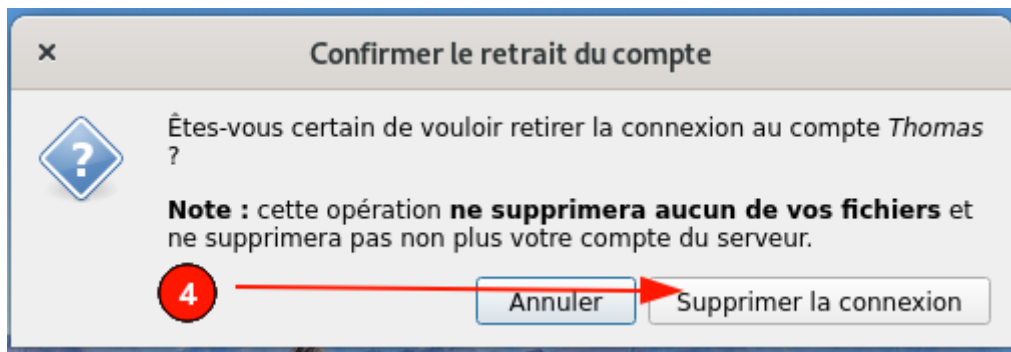 Confirmer le retrait du compte
Êtes-vous certain de vouloir retirer la connexion au compte Thomas
?
Note : cette opération ne supprimera aucun de vos fichiers et
ne supprimera pas non plus votre compte du serveur.
4
Annuler
Supprimer la connexion